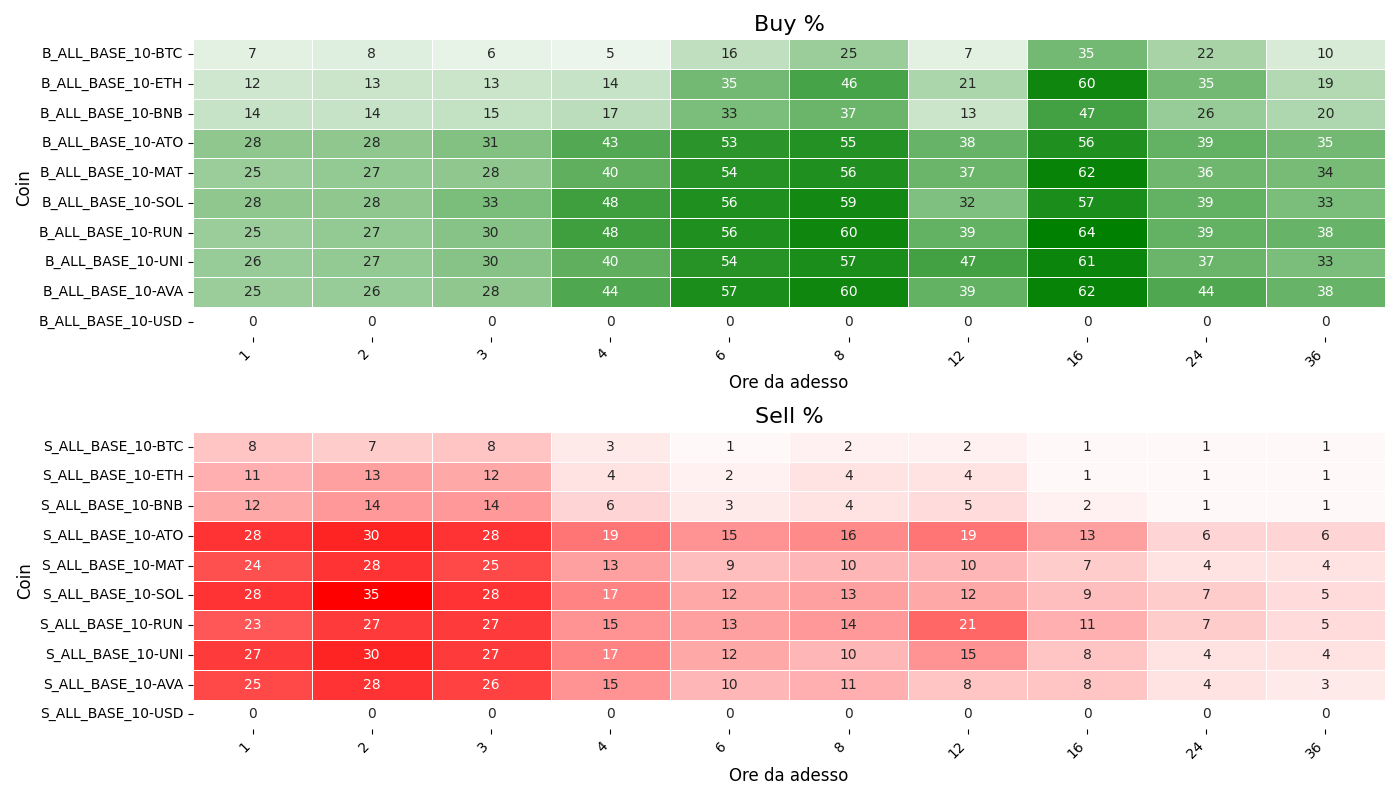 Buy %
Coin
B_ALL_BASE_10-BTC 7 8 6 5 16 25 7 35 22 10
B_ALL_BASE_10-ETH 12 13 13 14 35 46 21 60 35 19
B_ALL_BASE_10-BNB 14 14 15 17 33 37 13 47 26 20
B_ALL_BASE_10-ATO 28 28 31 43 53 55 38 56 39 35
B_ALL_BASE_10-MAT 25 27 28 40 54 56 37 62 36 34
B_ALL_BASE_10-SOL 28 28 33 48 56 59 32 57 39 33
B_ALL_BASE_10-RUN 25 27 30 48 56 60 39 64 39 38
B_ALL_BASE_10-UNI 26 27 30 40 54 57 47 61 37 33
B_ALL_BASE_10-AVA 25 26 28 44 57 60 39 62 44 38
B_ALL_BASE_10-USD 0 0 0 0 0 0 0 0 0 0
1 2 3 4 6 8 12 16 24 36
Ore da adesso
Sell %
Coin
S_ALL_BASE_10-BTC 8 7 8 3 1 2 2 1 1 1
S_ALL_BASE_10-ETH 11 13 12 4 2 4 4 1 1 1
S_ALL_BASE_10-BNB 12 14 14 6 3 4 5 2 1 1
S_ALL_BASE_10-ATO 28 30 28 19 15 16 19 13 6 6
S_ALL_BASE_10-MAT 24 28 25 13 9 10 10 7 4 4
S_ALL_BASE_10-SOL 28 35 28 17 12 13 12 9 7 5
S_ALL_BASE_10-RUN 23 27 27 15 13 14 21 11 7 5
S_ALL_BASE_10-UNI 27 30 27 17 12 10 15 8 4 4
S_ALL_BASE_10-AVA 25 28 26 15 10 11 8 8 4 3
S_ALL_BASE_10-USD 0 0 0 0 0 0 0 0 0 0
1 2 3 4 6 8 12 16 24 36
Ore da adesso